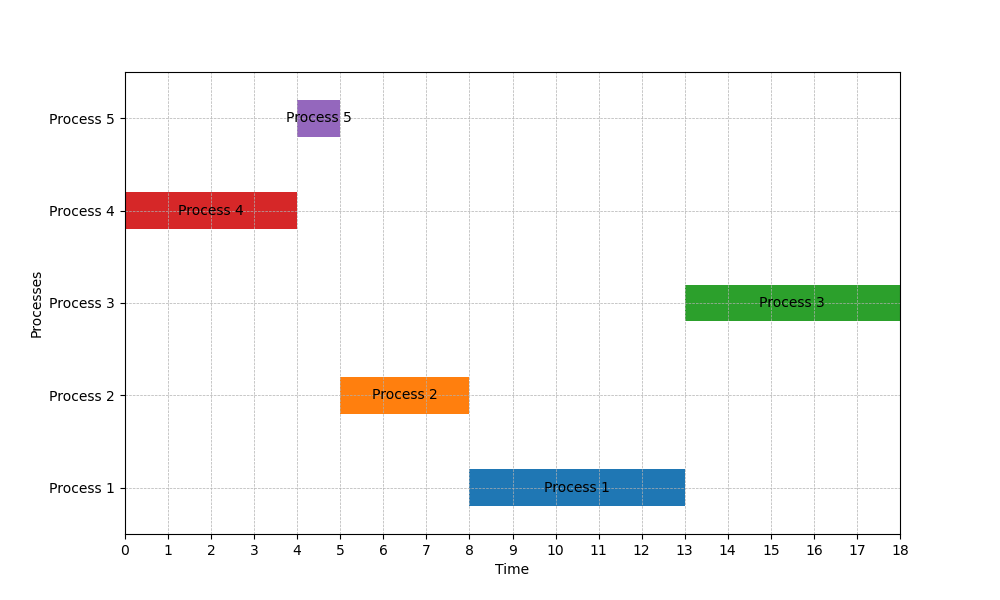 Process 5
Process 5
Process 4
Process 4
Process 3
Process 3
Process 2
Process 2
Process 1
Process 1
Processes
0 1 2 3 4 5 6 7 8 9 10 11 12 13 14 15 16 17 18
Time